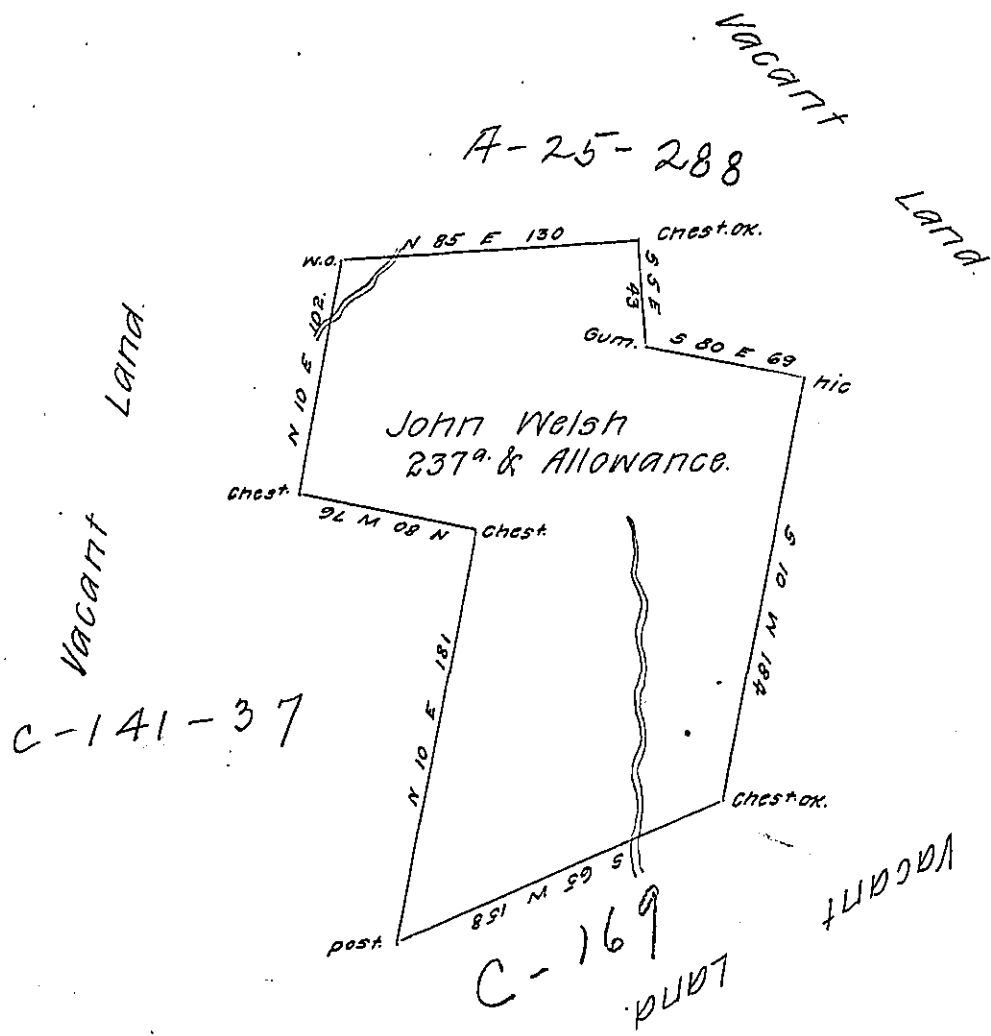 Vacant
Land.
A-25-288
N 85 E 130
Chest.ok.
W.O.
S 5 E
43
Gum.
S 80 E 69
hic
N 10 E 102.
Land.
John Welsh
237a. & Allowance.
Chest.
N 80 W 76
Chest.
Vacant
S 10 W 184
N 10 E 181
C-141-37
Chest.ok.
S 65 W 158
Post.
C-169
Vacant
Land.